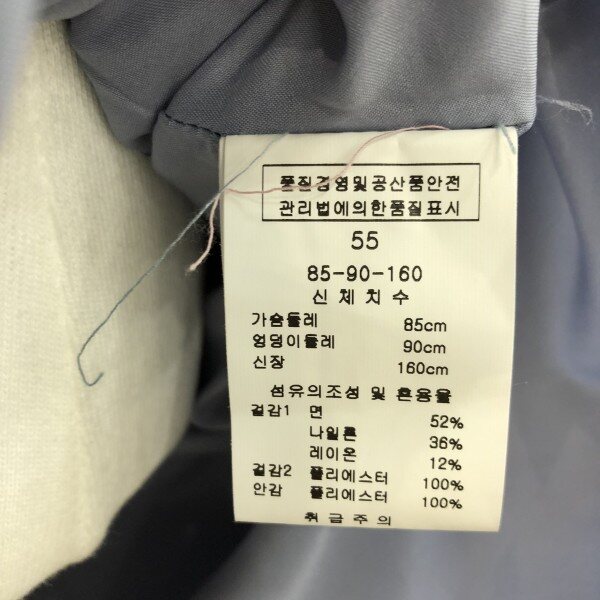 품질경영및공산품안전
관리법에의한품질표시
55
85-90-160
신체치수
가슴둘레 85cm
엉덩이둘레 90cm
신장 160cm
섬유의조성 및 혼용율
겉감1 면 52%
나일론 36%
레이온 12%
겉감2 폴리에스터 100%
안감 폴리에스터 100%
취급주의